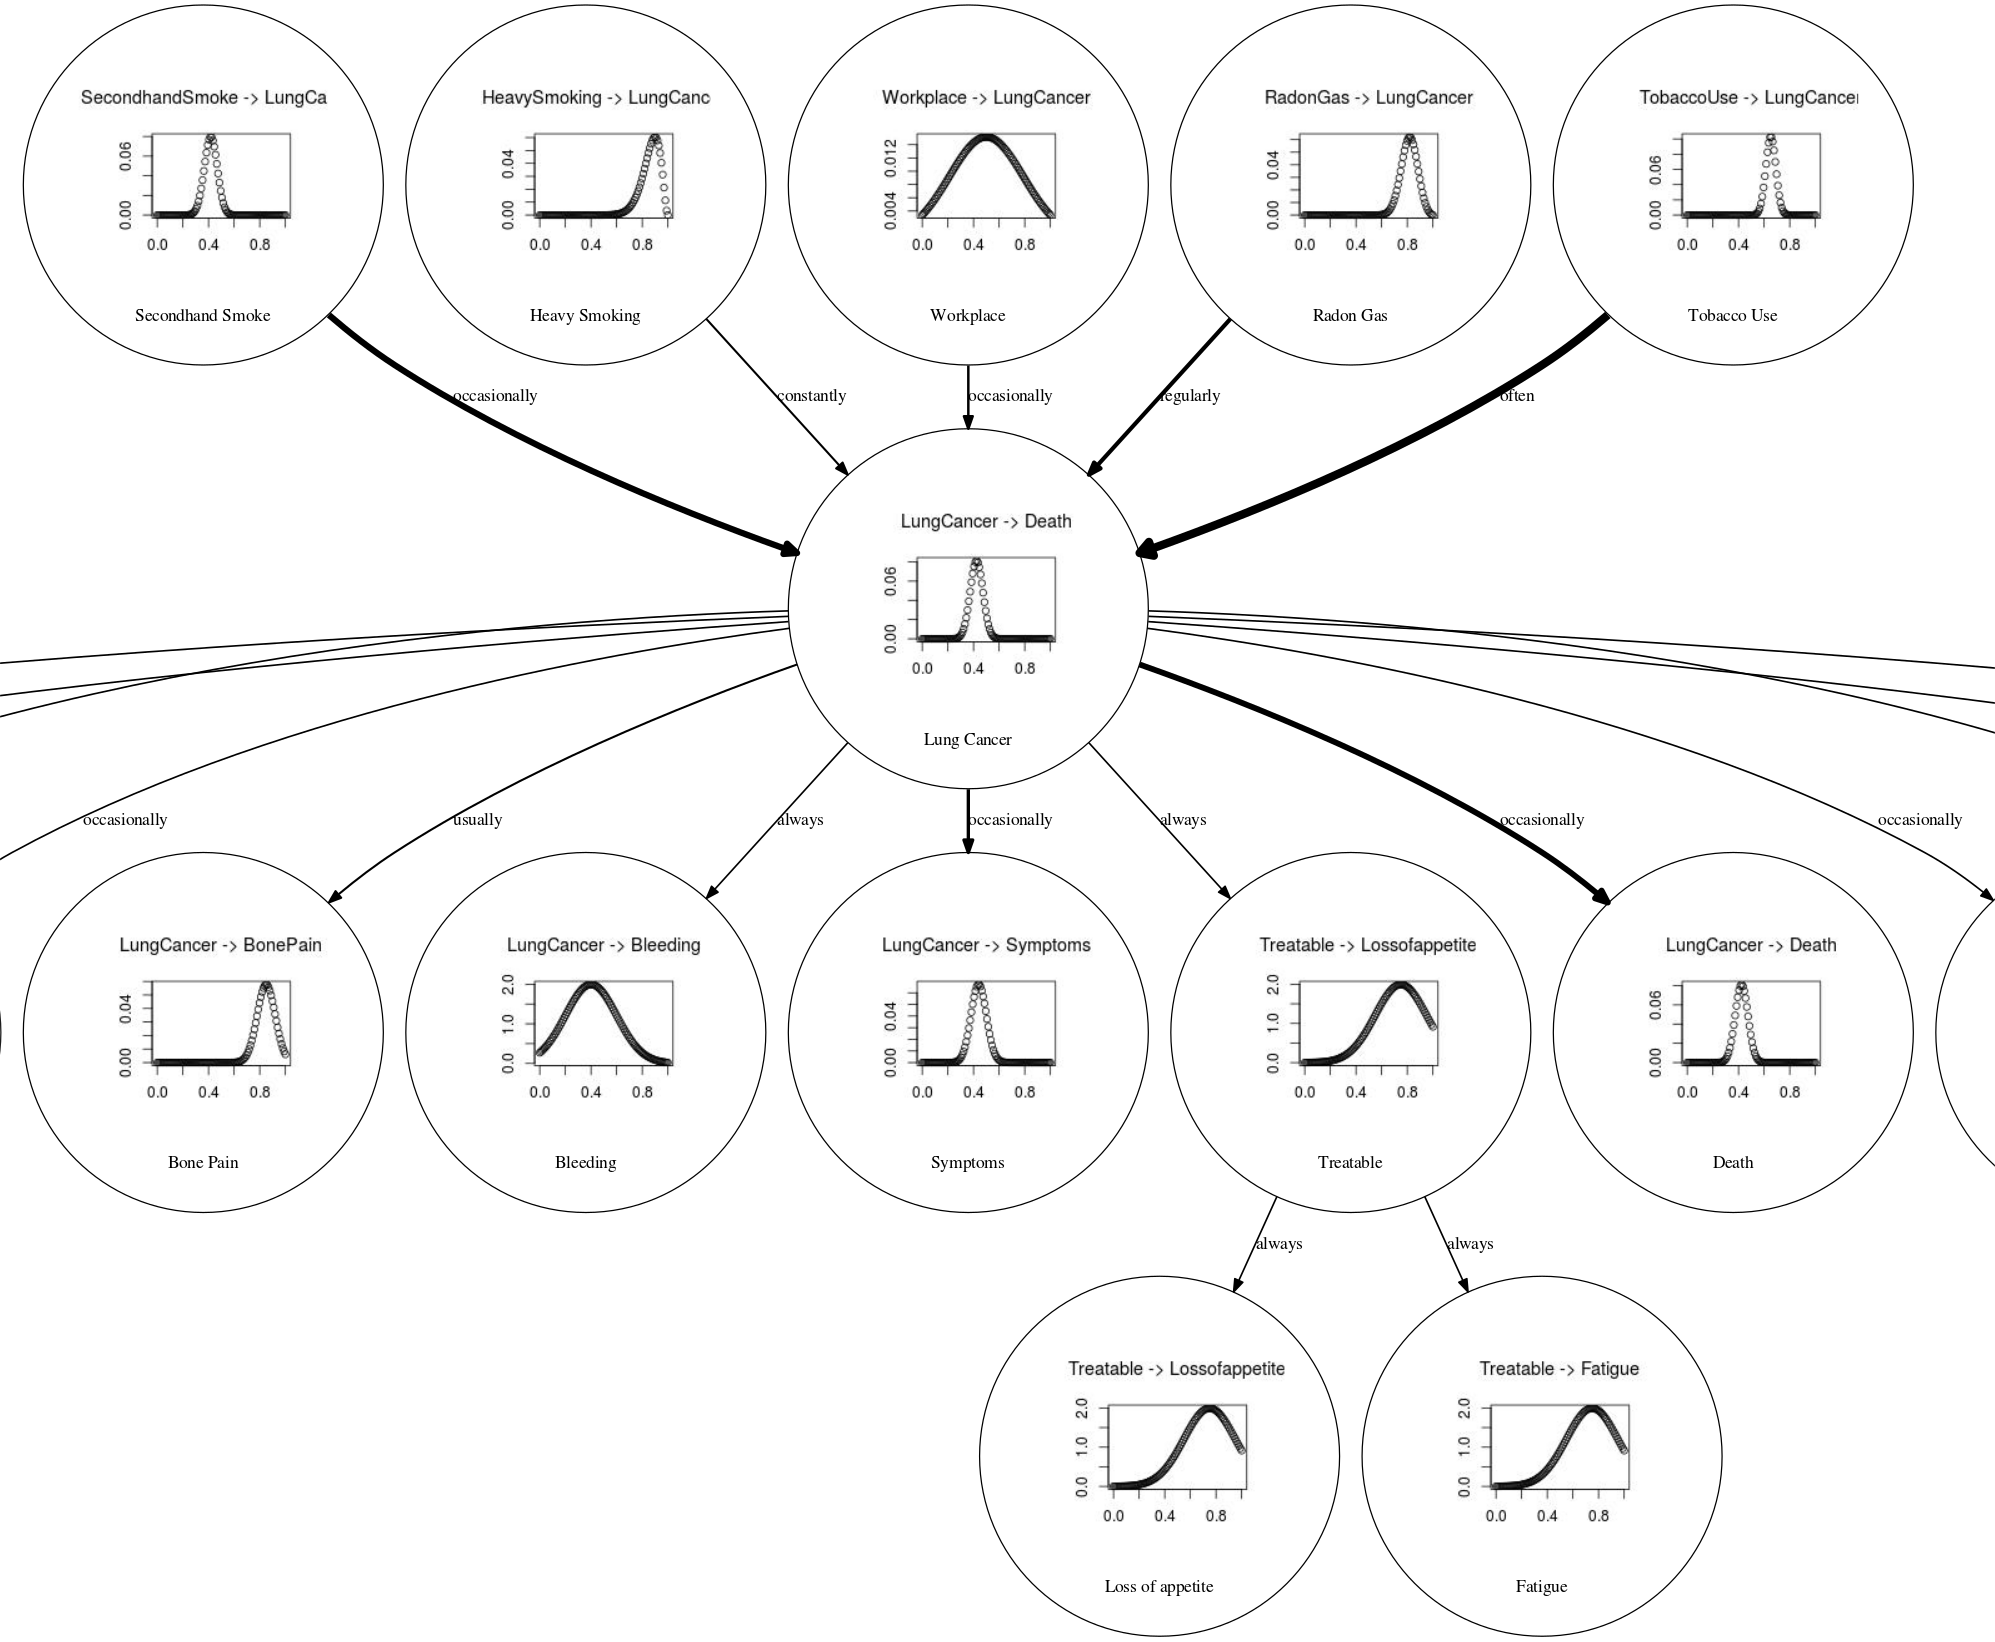 SecondhandSmoke -> LungCa
0.06
0.00
0.0 0.4 0.8
Secondhand Smoke
HeavySmoking -> LungCanc
0.04
0.00
0.0 0.4 0.8
Heavy Smoking
Workplace -> LungCancer
0.012
0.004
0.0 0.4 0.8
Workplace
RadonGas -> LungCancer
0.04
0.00
0.0 0.4 0.8
Radon Gas
TobaccoUse -> LungCancer
0.06
0.00
0.0 0.4 0.8
Tobacco Use
occasionally
constantly
occasionally
regularly
often
LungCancer -> Death
0.06
0.00
0.0 0.4 0.8
Lung Cancer
occasionally
usually
always
occasionally
always
occasionally
occasionally
LungCancer -> BonePain
0.04
0.00
0.0 0.4 0.8
Bone Pain
LungCancer -> Bleeding
2.0
1.0
0.0
0.0 0.4 0.8
Bleeding
LungCancer -> Symptoms
0.04
0.00
0.0 0.4 0.8
Symptoms
Treatable -> Lossofappetite
2.0
1.0
0.0
0.0 0.4 0.8
Treatable
LungCancer -> Death
0.06
0.00
0.0 0.4 0.8
Death
always
always
Treatable -> Lossofappetite
2.0
1.0
0.0
0.0 0.4 0.8
Loss of appetite
Treatable -> Fatigue
2.0
1.0
0.0
0.0 0.4 0.8
Fatigue